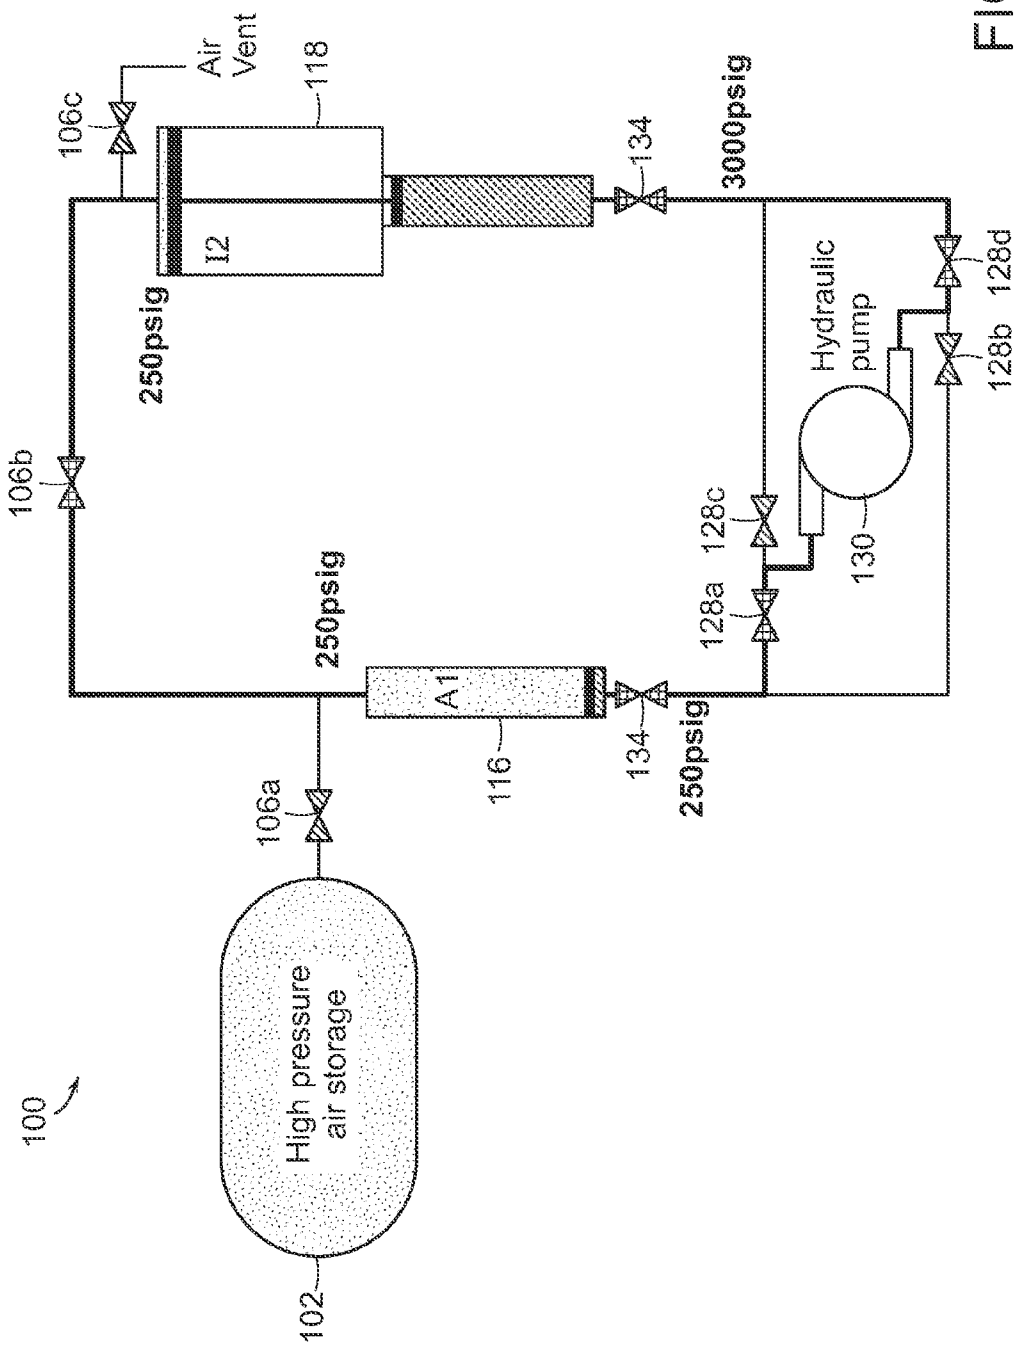 100
102
High pressure
air storage
106a
116
A1
250psig
134
250psig
106b
250psig
I2
118
106c
Air
Vent
134
3000psig
128a
128c
130
Hydraulic
pump
128b
128d